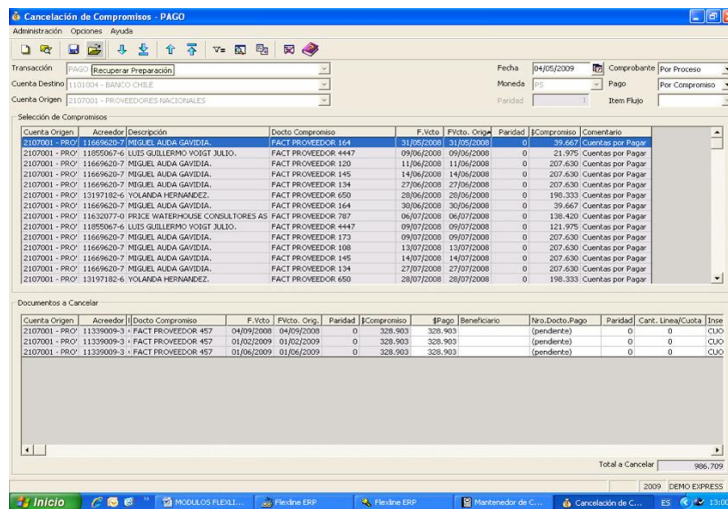 Cancelación de Compromisos - PAGO
Administración Opciones Ayuda
Transacción PAGO Recuperar Preparación Fecha 04/05/2009 Comprobante Por Proceso
Cuenta Destino 1101004 - BANCO CHILE Moneda PS Pago Por Compromiso
Cuenta Origen 2107001 - PROVEEDORES NACIONALES Paridad 1 Item Flujo
Selección de Compromisos
Cuenta Origen Acreedor Descripción Docto Compromiso F.Vcto FVcto. Orige Paridad $Compromiso Comentario
2107001 - PRO' 11669620-7 MIGUEL AUDA GAVIDIA. FACT PROVEEDOR 164 31/05/2008 31/05/2008 0 39.667 Cuentas por Pagar
2107001 - PRO' 11855067-6 LUIS GUILLERMO VOIGT JULIO. FACT PROVEEDOR 4447 09/06/2008 09/06/2008 0 21.975 Cuentas por Pagar
2107001 - PRO' 11669620-7 MIGUEL AUDA GAVIDIA. FACT PROVEEDOR 120 11/06/2008 11/06/2008 0 207.630 Cuentas por Pagar
2107001 - PRO' 11669620-7 MIGUEL AUDA GAVIDIA. FACT PROVEEDOR 145 14/06/2008 14/06/2008 0 207.630 Cuentas por Pagar
2107001 - PRO' 11669620-7 MIGUEL AUDA GAVIDIA. FACT PROVEEDOR 134 27/06/2008 27/06/2008 0 207.630 Cuentas por Pagar
2107001 - PRO' 13197182-6 YOLANDA HERNANDEZ. FACT PROVEEDOR 650 28/06/2008 28/06/2008 0 198.333 Cuentas por Pagar
2107001 - PRO' 11669620-7 MIGUEL AUDA GAVIDIA. FACT PROVEEDOR 164 30/06/2008 30/06/2008 0 39.667 Cuentas por Pagar
2107001 - PRO' 11632077-0 PRICE WATERHOUSE CONSULTORES AS FACT PROVEEDOR 787 06/07/2008 06/07/2008 0 138.420 Cuentas por Pagar
2107001 - PRO' 11855067-6 LUIS GUILLERMO VOIGT JULIO. FACT PROVEEDOR 4447 09/07/2008 09/07/2008 0 121.975 Cuentas por Pagar
2107001 - PRO' 11669620-7 MIGUEL AUDA GAVIDIA. FACT PROVEEDOR 173 09/07/2008 09/07/2008 0 207.630 Cuentas por Pagar
2107001 - PRO' 11669620-7 MIGUEL AUDA GAVIDIA. FACT PROVEEDOR 108 13/07/2008 13/07/2008 0 207.630 Cuentas por Pagar
2107001 - PRO' 11669620-7 MIGUEL AUDA GAVIDIA. FACT PROVEEDOR 145 14/07/2008 14/07/2008 0 207.630 Cuentas por Pagar
2107001 - PRO' 11669620-7 MIGUEL AUDA GAVIDIA. FACT PROVEEDOR 134 27/07/2008 27/07/2008 0 207.630 Cuentas por Pagar
2107001 - PRO' 13197182-6 YOLANDA HERNANDEZ. FACT PROVEEDOR 650 28/07/2008 28/07/2008 0 198.333 Cuentas por Pagar
Documentos a Cancelar
Cuenta Origen Acreedor Docto Compromiso F.Vcto FVcto. Orig. Paridad $Compromiso $Pago Beneficiario Nro.Docto.Pago Paridad Cant. Linea/Cuota Inse
2107001 - PRO' 11339009-3 FACT PROVEEDOR 457 04/09/2008 04/09/2008 0 328.903 328.903 (pendiente) 0 0 CUO
2107001 - PRO' 11339009-3 FACT PROVEEDOR 457 01/02/2009 01/02/2009 0 328.903 328.903 (pendiente) 0 0 CUO
2107001 - PRO' 11339009-3 FACT PROVEEDOR 457 01/06/2009 01/06/2009 0 328.903 328.903 (pendiente) 0 0 CUO
Total a Cancelar 986.709
2009 DEMO EXPRESS
Inicio MODULOS FLEXLI... Flexline ERP Flexline ERP Mantenedor de C... Cancelación de C... ES 13:00